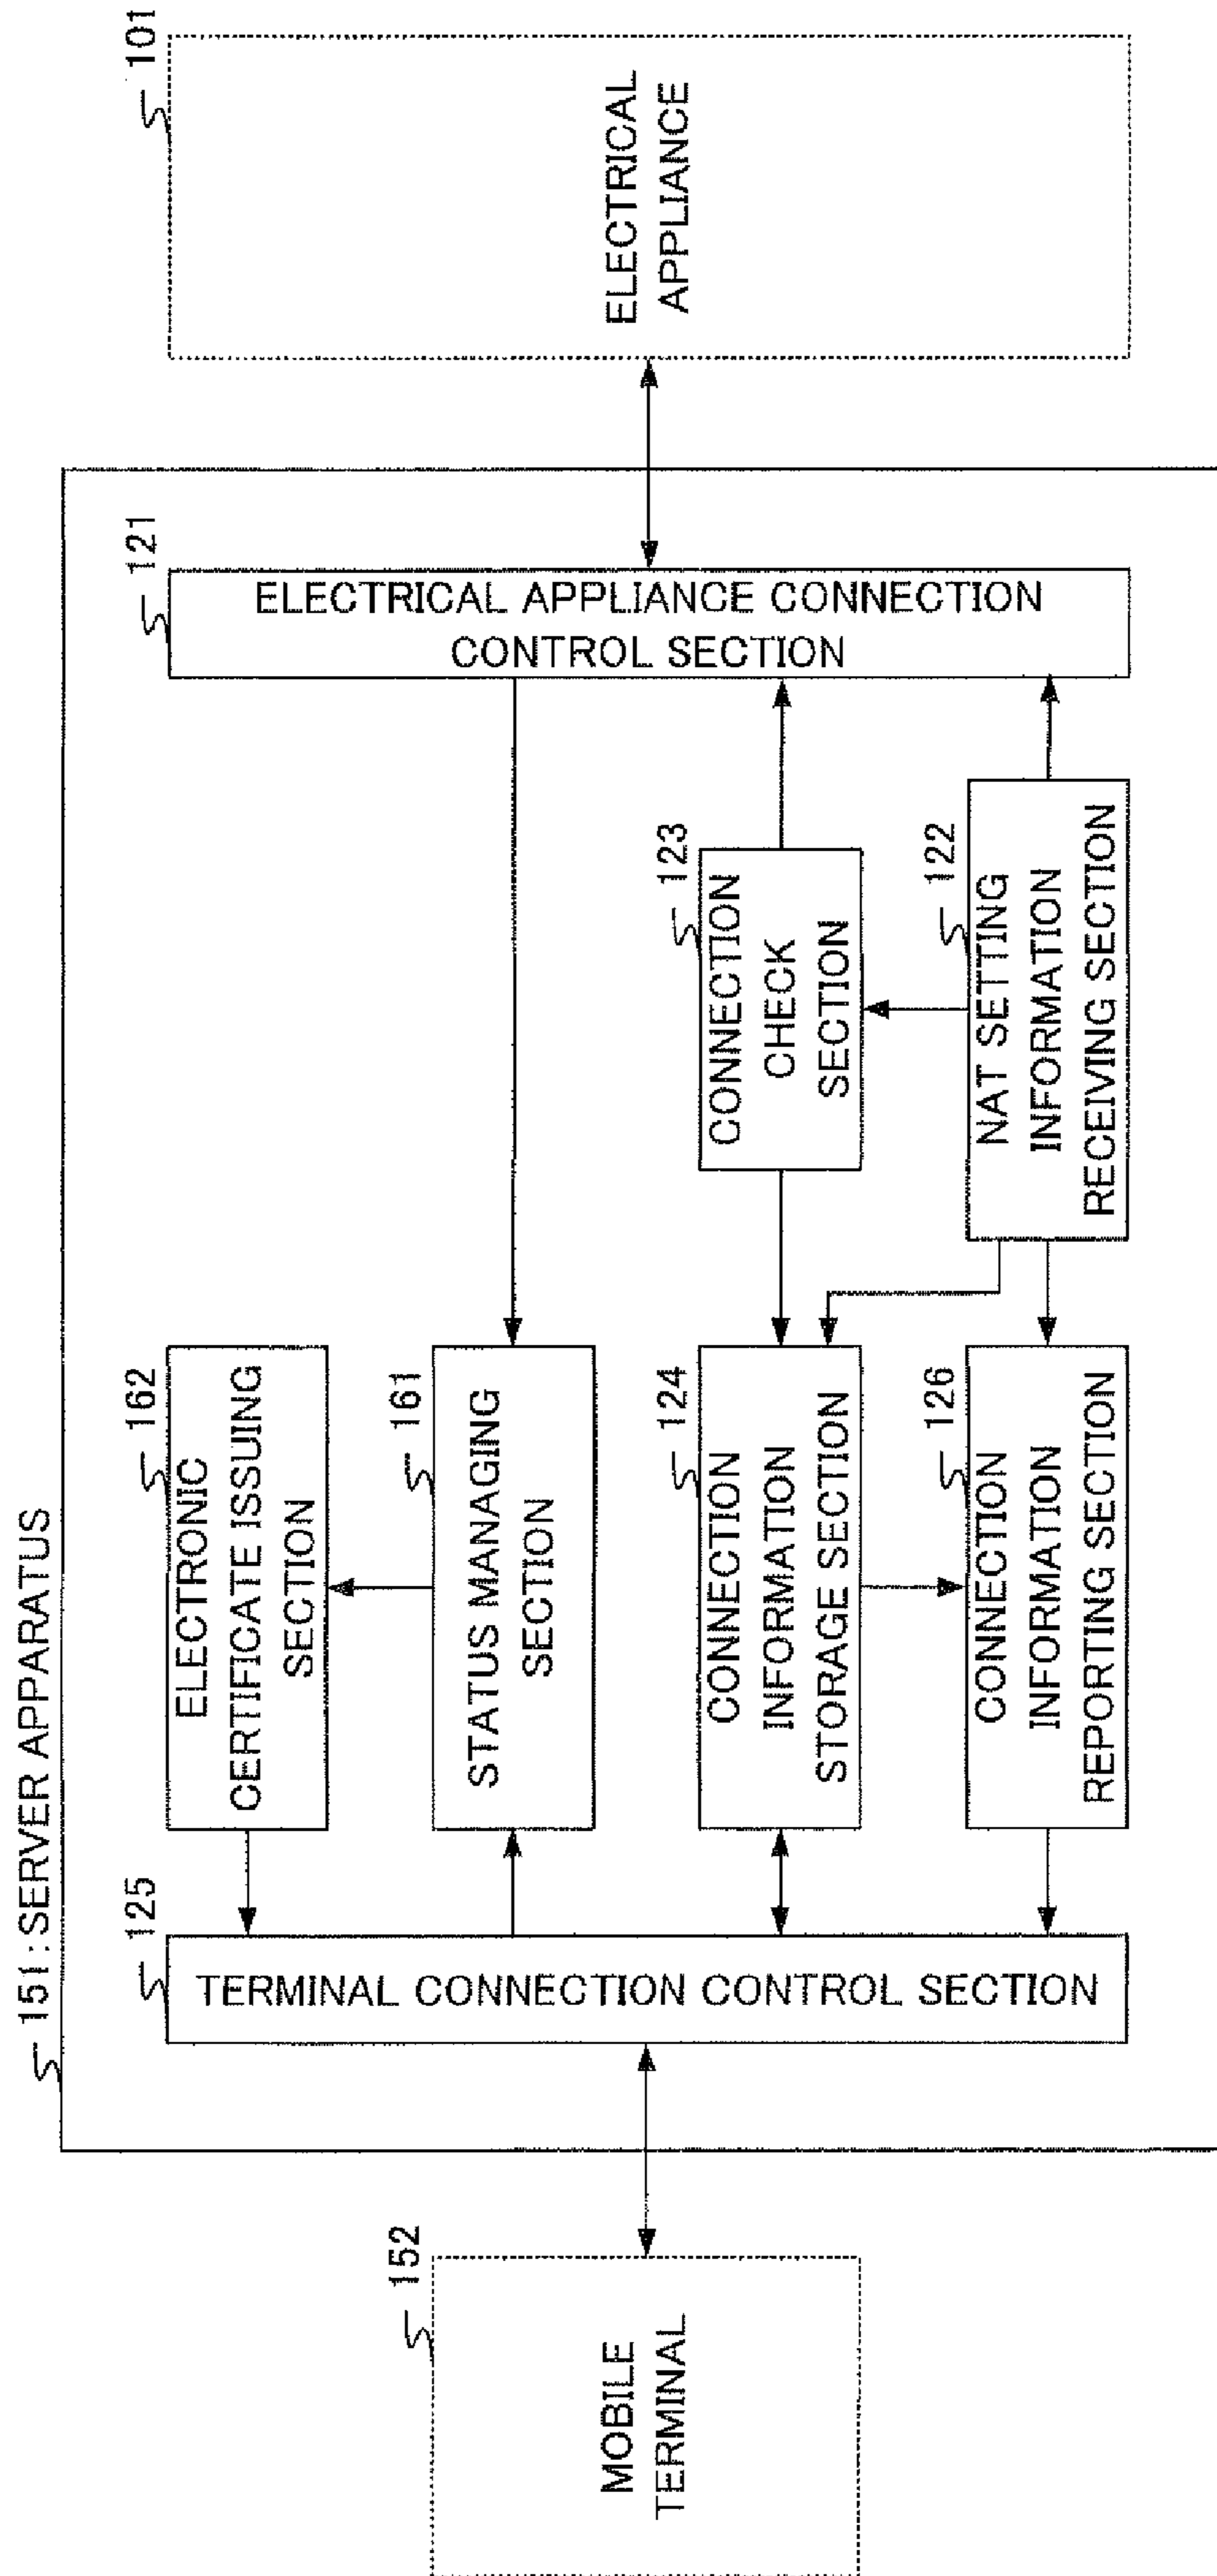 151:SERVER APPARATUS
152
MOBILE
TERMINAL
125
TERMINAL CONNECTION CONTROL SECTION
162
ELECTRONIC
CERTIFICATE ISSUING
SECTION
161
STATUS MANAGING
SECTION
124
CONNECTION
INFORMATION
STORAGE SECTION
126
CONNECTION
INFORMATION
REPORTING SECTION
123
CONNECTION
CHECK
SECTION
122
NAT SETTING
INFORMATION
RECEIVING SECTION
121
ELECTRICAL APPLIANCE CONNECTION
CONTROL SECTION
101
ELECTRICAL
APPLIANCE